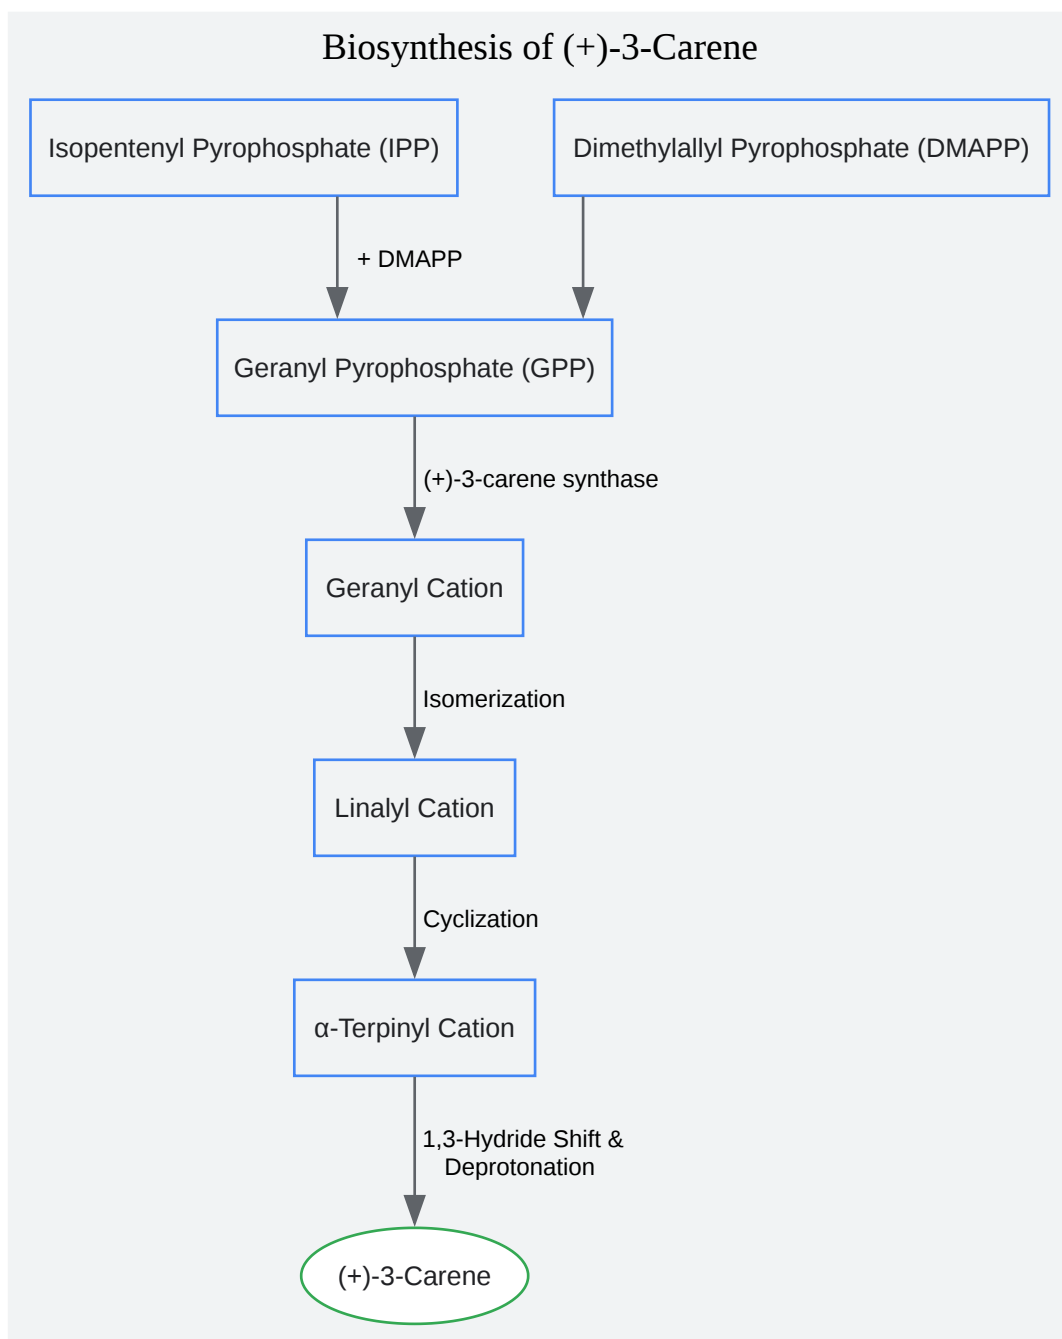 Biosynthesis of (+)-3-Carene
Isopentenyl Pyrophosphate (IPP)
Dimethylallyl Pyrophosphate (DMAPP)
+ DMAPP
Geranyl Pyrophosphate (GPP)
(+)-3-carene synthase
Geranyl Cation
Isomerization
Linalyl Cation
Cyclization
α-Terpinyl Cation
1,3-Hydride Shift &
Deprotonation
(+)-3-Carene